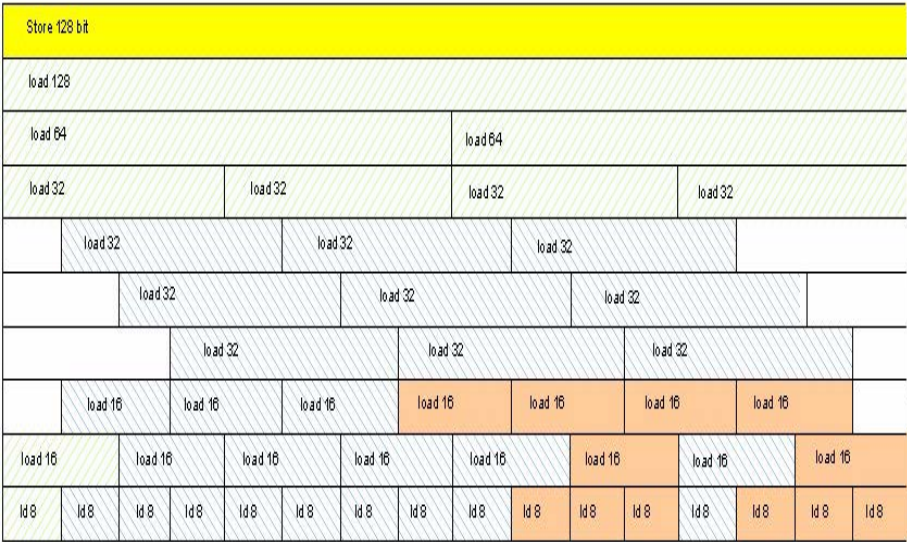 Store 128 bit
load 128
load 64 load 64
load 32 load 32 load 32 load 32
load 32 load 32 load 32
load 32 load 32 load 32
load 32 load 32 load 32
load 16 load 16 load 16 load 16 load 16 load 16 load 16
load 16 load 16 load 16 load 16 load 16 load 16 load 16 load 16
ld 8 ld 8 ld 8 ld 8 ld 8 ld 8 ld 8 ld 8 ld 8 ld 8 ld 8 ld 8 ld 8 ld 8 ld 8 ld 8